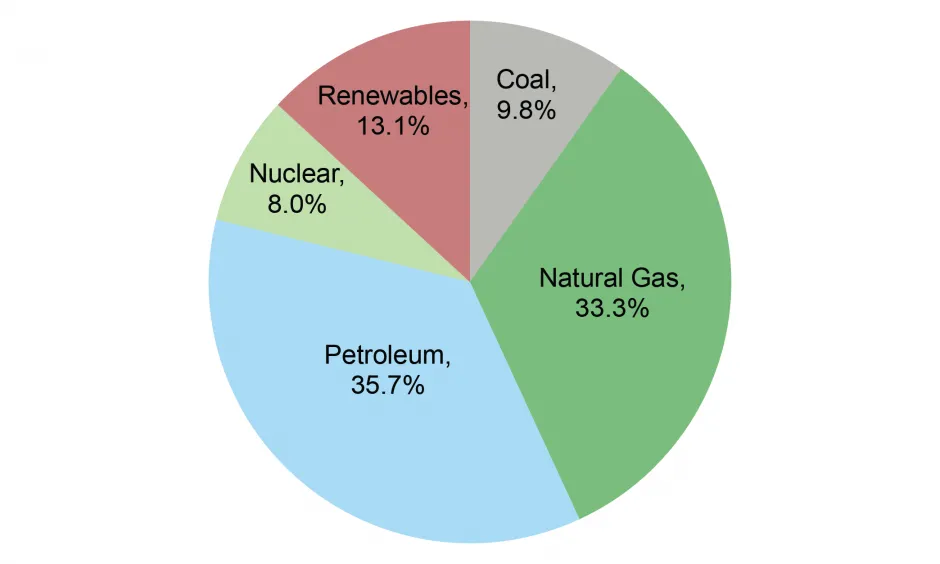 Coal,
9.8%
Renewables,
13.1%
Nuclear,
8.0%
Natural Gas,
33.3%
Petroleum,
35.7%